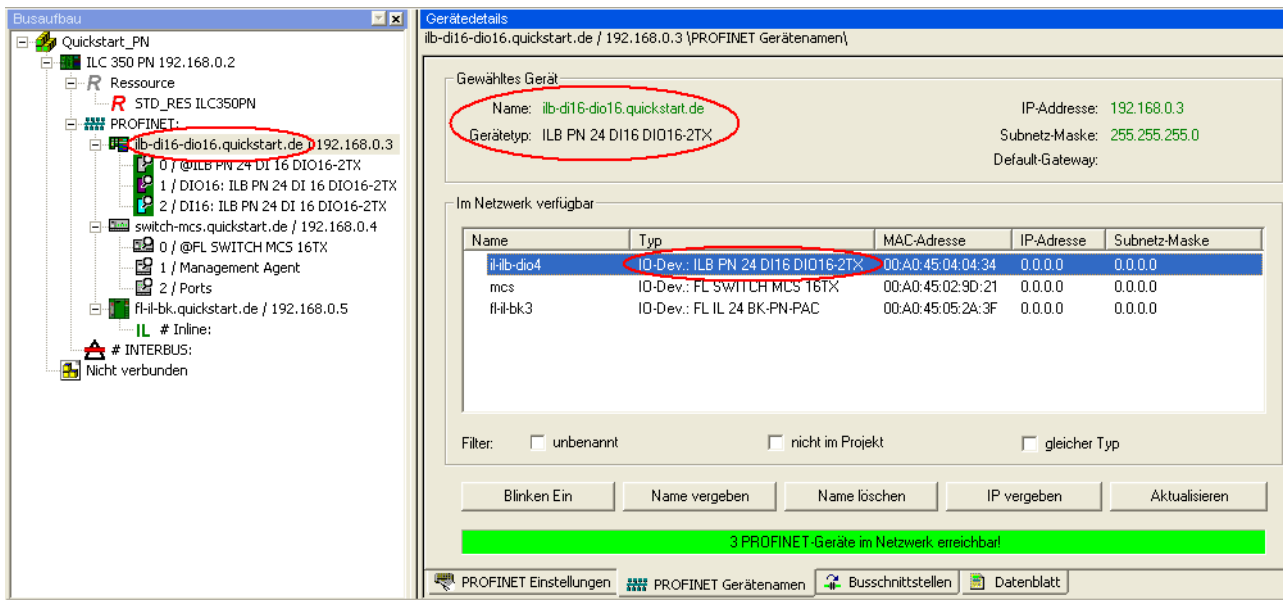 Busaufbau
Quickstart_PN
ILC 350 PN 192.168.0.2
R Ressource
R STD_RES ILC350PN
PROFINET:
ilb-di16-dio16.quickstart.de / 192.168.0.3
0 / @ILB PN 24 DI 16 DIO16-2TX
1 / DIO16: ILB PN 24 DI 16 DIO16-2TX
2 / DI16: ILB PN 24 DI 16 DIO16-2TX
switch-mcs.quickstart.de / 192.168.0.4
0 / @FL SWITCH MCS 16TX
1 / Management Agent
2 / Ports
fl-il-bk.quickstart.de / 192.168.0.5
IL # Inline:
# INTERBUS:
Nicht verbunden
Gerätedetails
ilb-di16-dio16.quickstart.de / 192.168.0.3 \PROFINET Gerätenamen\
Gewähltes Gerät
Name: ilb-di16-dio16.quickstart.de IP-Addresse: 192.168.0.3
Gerätetyp: ILB PN 24 DI16 DIO16-2TX Subnetz-Maske: 255.255.255.0
Default-Gateway:
Im Netzwerk verfügbar
Name Typ MAC-Adresse IP-Adresse Subnetz-Maske
il-ilb-dio4 IO-Dev.: ILB PN 24 DI16 DIO16-2TX 00:A0:45:04:04:34 0.0.0.0 0.0.0.0
mcs IO-Dev.: FL SWITCH MCS 16TX 00:A0:45:02:9D:21 0.0.0.0 0.0.0.0
fl-il-bk3 IO-Dev.: FL IL 24 BK-PN-PAC 00:A0:45:05:2A:3F 0.0.0.0 0.0.0.0
Filter: unbenannt nicht im Projekt gleicher Typ
Blinken Ein Name vergeben Name löschen IP vergeben Aktualisieren
3 PROFINET-Geräte im Netzwerk erreichbar!
PROFINET Einstellungen PROFINET Gerätenamen Busschnittstellen Datenblatt